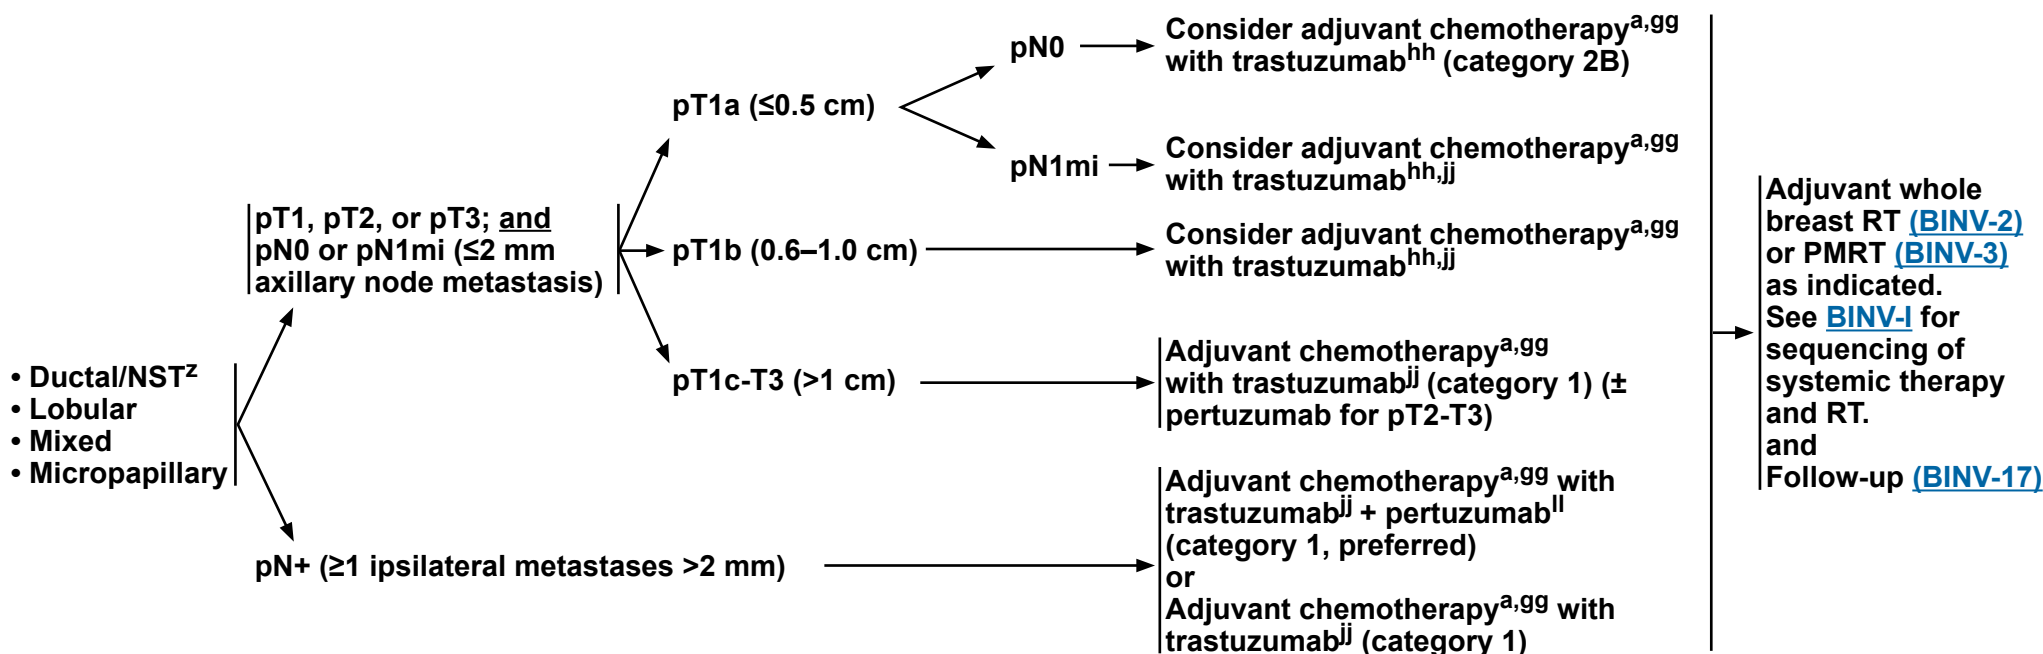 • Ductal/NSTz
• Lobular
• Mixed
• Micropapillary
pT1, pT2, or pT3; and
pN0 or pN1mi (≤2 mm
axillary node metastasis)
pN+ (≥1 ipsilateral metastases >2 mm)
pT1a (≤0.5 cm)
pT1b (0.6–1.0 cm)
pT1c-T3 (>1 cm)
pN0
pN1mi
Consider adjuvant chemotherapya,gg
with trastuzumabhh (category 2B)
Consider adjuvant chemotherapya,gg
with trastuzumabhh,jj
Consider adjuvant chemotherapya,gg
with trastuzumabhh,jj
Adjuvant chemotherapya,gg
with trastuzumabjj (category 1) (±
pertuzumab for pT2-T3)
Adjuvant chemotherapya,gg with
trastuzumabjj + pertuzumabll
(category 1, preferred)
or
Adjuvant chemotherapya,gg with
trastuzumabjj (category 1)
Adjuvant whole
breast RT (BINV-2)
or PMRT (BINV-3)
as indicated.
See BINV-I for
sequencing of
systemic therapy
and RT.
and
Follow-up (BINV-17)